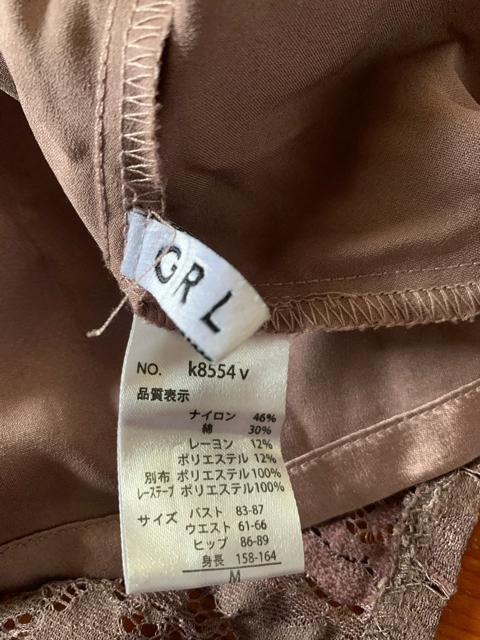 GR L
NO. k8554v
品質表示
ナイロン 46%
綿 30%
レーヨン 12%
ポリエステル 12%
別布 ポリエステル100%
レーステープ ポリエステル100%
サイズ バスト 83-87
ウエスト 61-66
ヒップ 86-89
身長 158-164
M